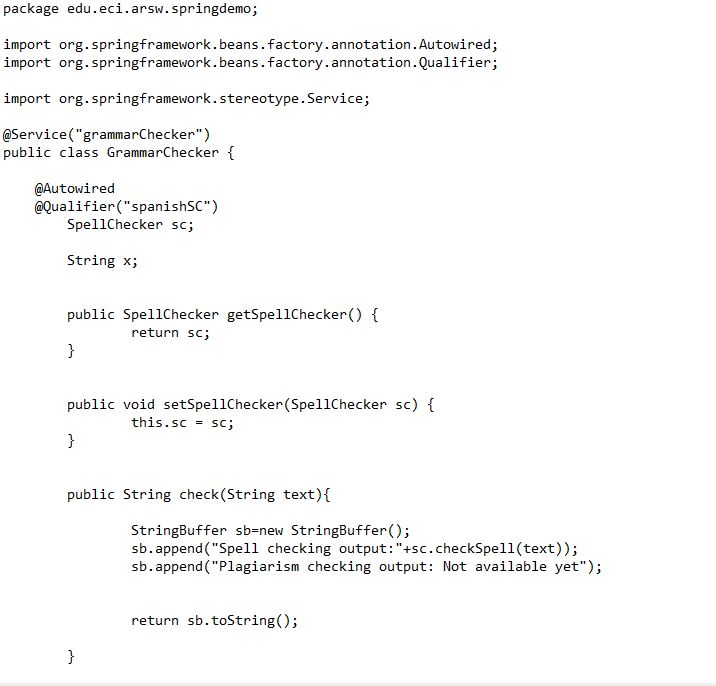 package edu.eci.arsw.springdemo;
import org.springframework.beans.factory.annotation.Autowired;
import org.springframework.beans.factory.annotation.Qualifier;
import org.springframework.stereotype.Service;
@Service("grammarChecker")
public class GrammarChecker {
@Autowired
@Qualifier("spanishSC")
SpellChecker sc;
String x;
public SpellChecker getSpellChecker() {
return sc;
}
public void setSpellChecker(SpellChecker sc) {
this.sc = sc;
}
public String check(String text){
StringBuffer sb=new StringBuffer();
sb.append("Spell checking output:"+sc.checkSpell(text));
sb.append("Plagiarism checking output: Not available yet");
return sb.toString();
}